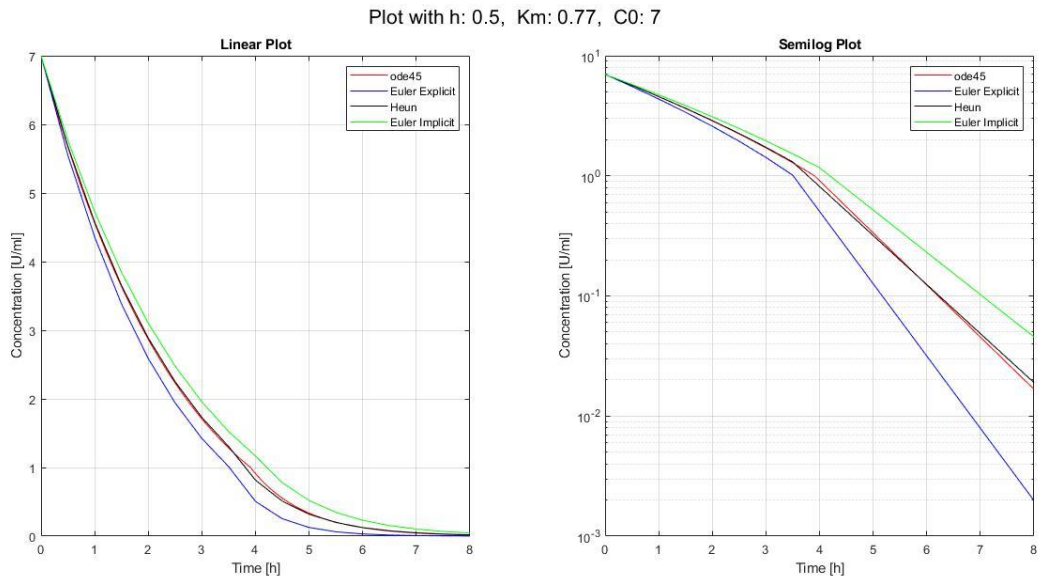 Plot with h: 0.5,  Km: 0.77,  C0: 7
Linear Plot
7
6
5
4
3
2
1
0
Concentration [U/ml]
0 1 2 3 4 5 6 7 8
Time [h]
ode45
Euler Explicit
Heun
Euler Implicit
Semilog Plot
10^1
10^0
10^-1
10^-2
10^-3
Concentration [U/ml]
0 1 2 3 4 5 6 7 8
Time [h]
ode45
Euler Explicit
Heun
Euler Implicit